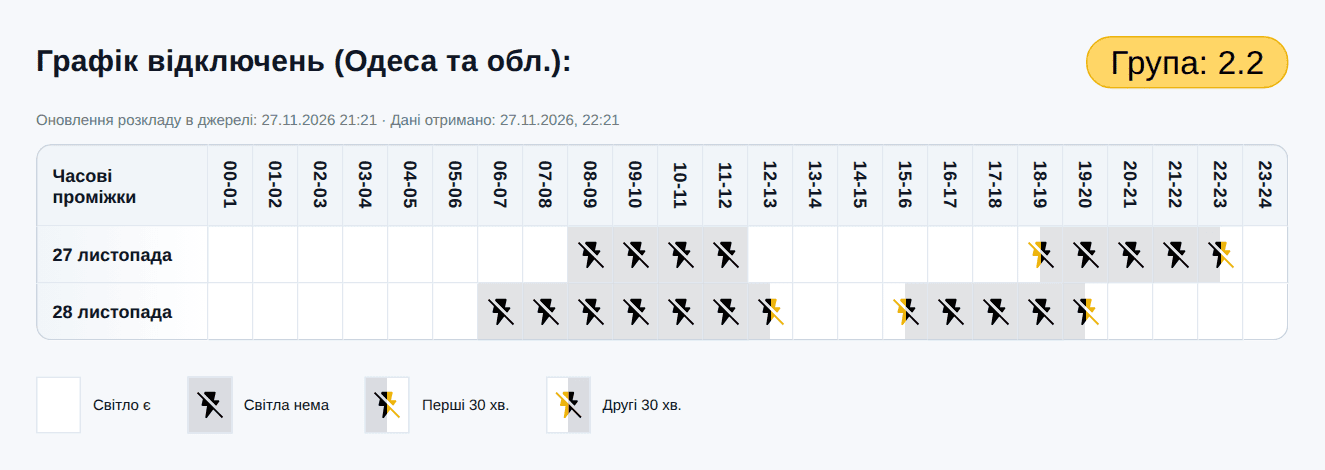 Графік відключень (Одеса та обл.):
Група: 2.2
Оновлення розкладу в джерелі: 27.11.2026 21:21 · Дані отримано: 27.11.2026, 22:21
Часові
проміжки
00-01
01-02
02-03
03-04
04-05
05-06
06-07
07-08
08-09
09-10
10-11
11-12
12-13
13-14
14-15
15-16
16-17
17-18
18-19
19-20
20-21
21-22
22-23
23-24
27 листопада
28 листопада
Світло є
Світла нема
Перші 30 хв.
Другі 30 хв.